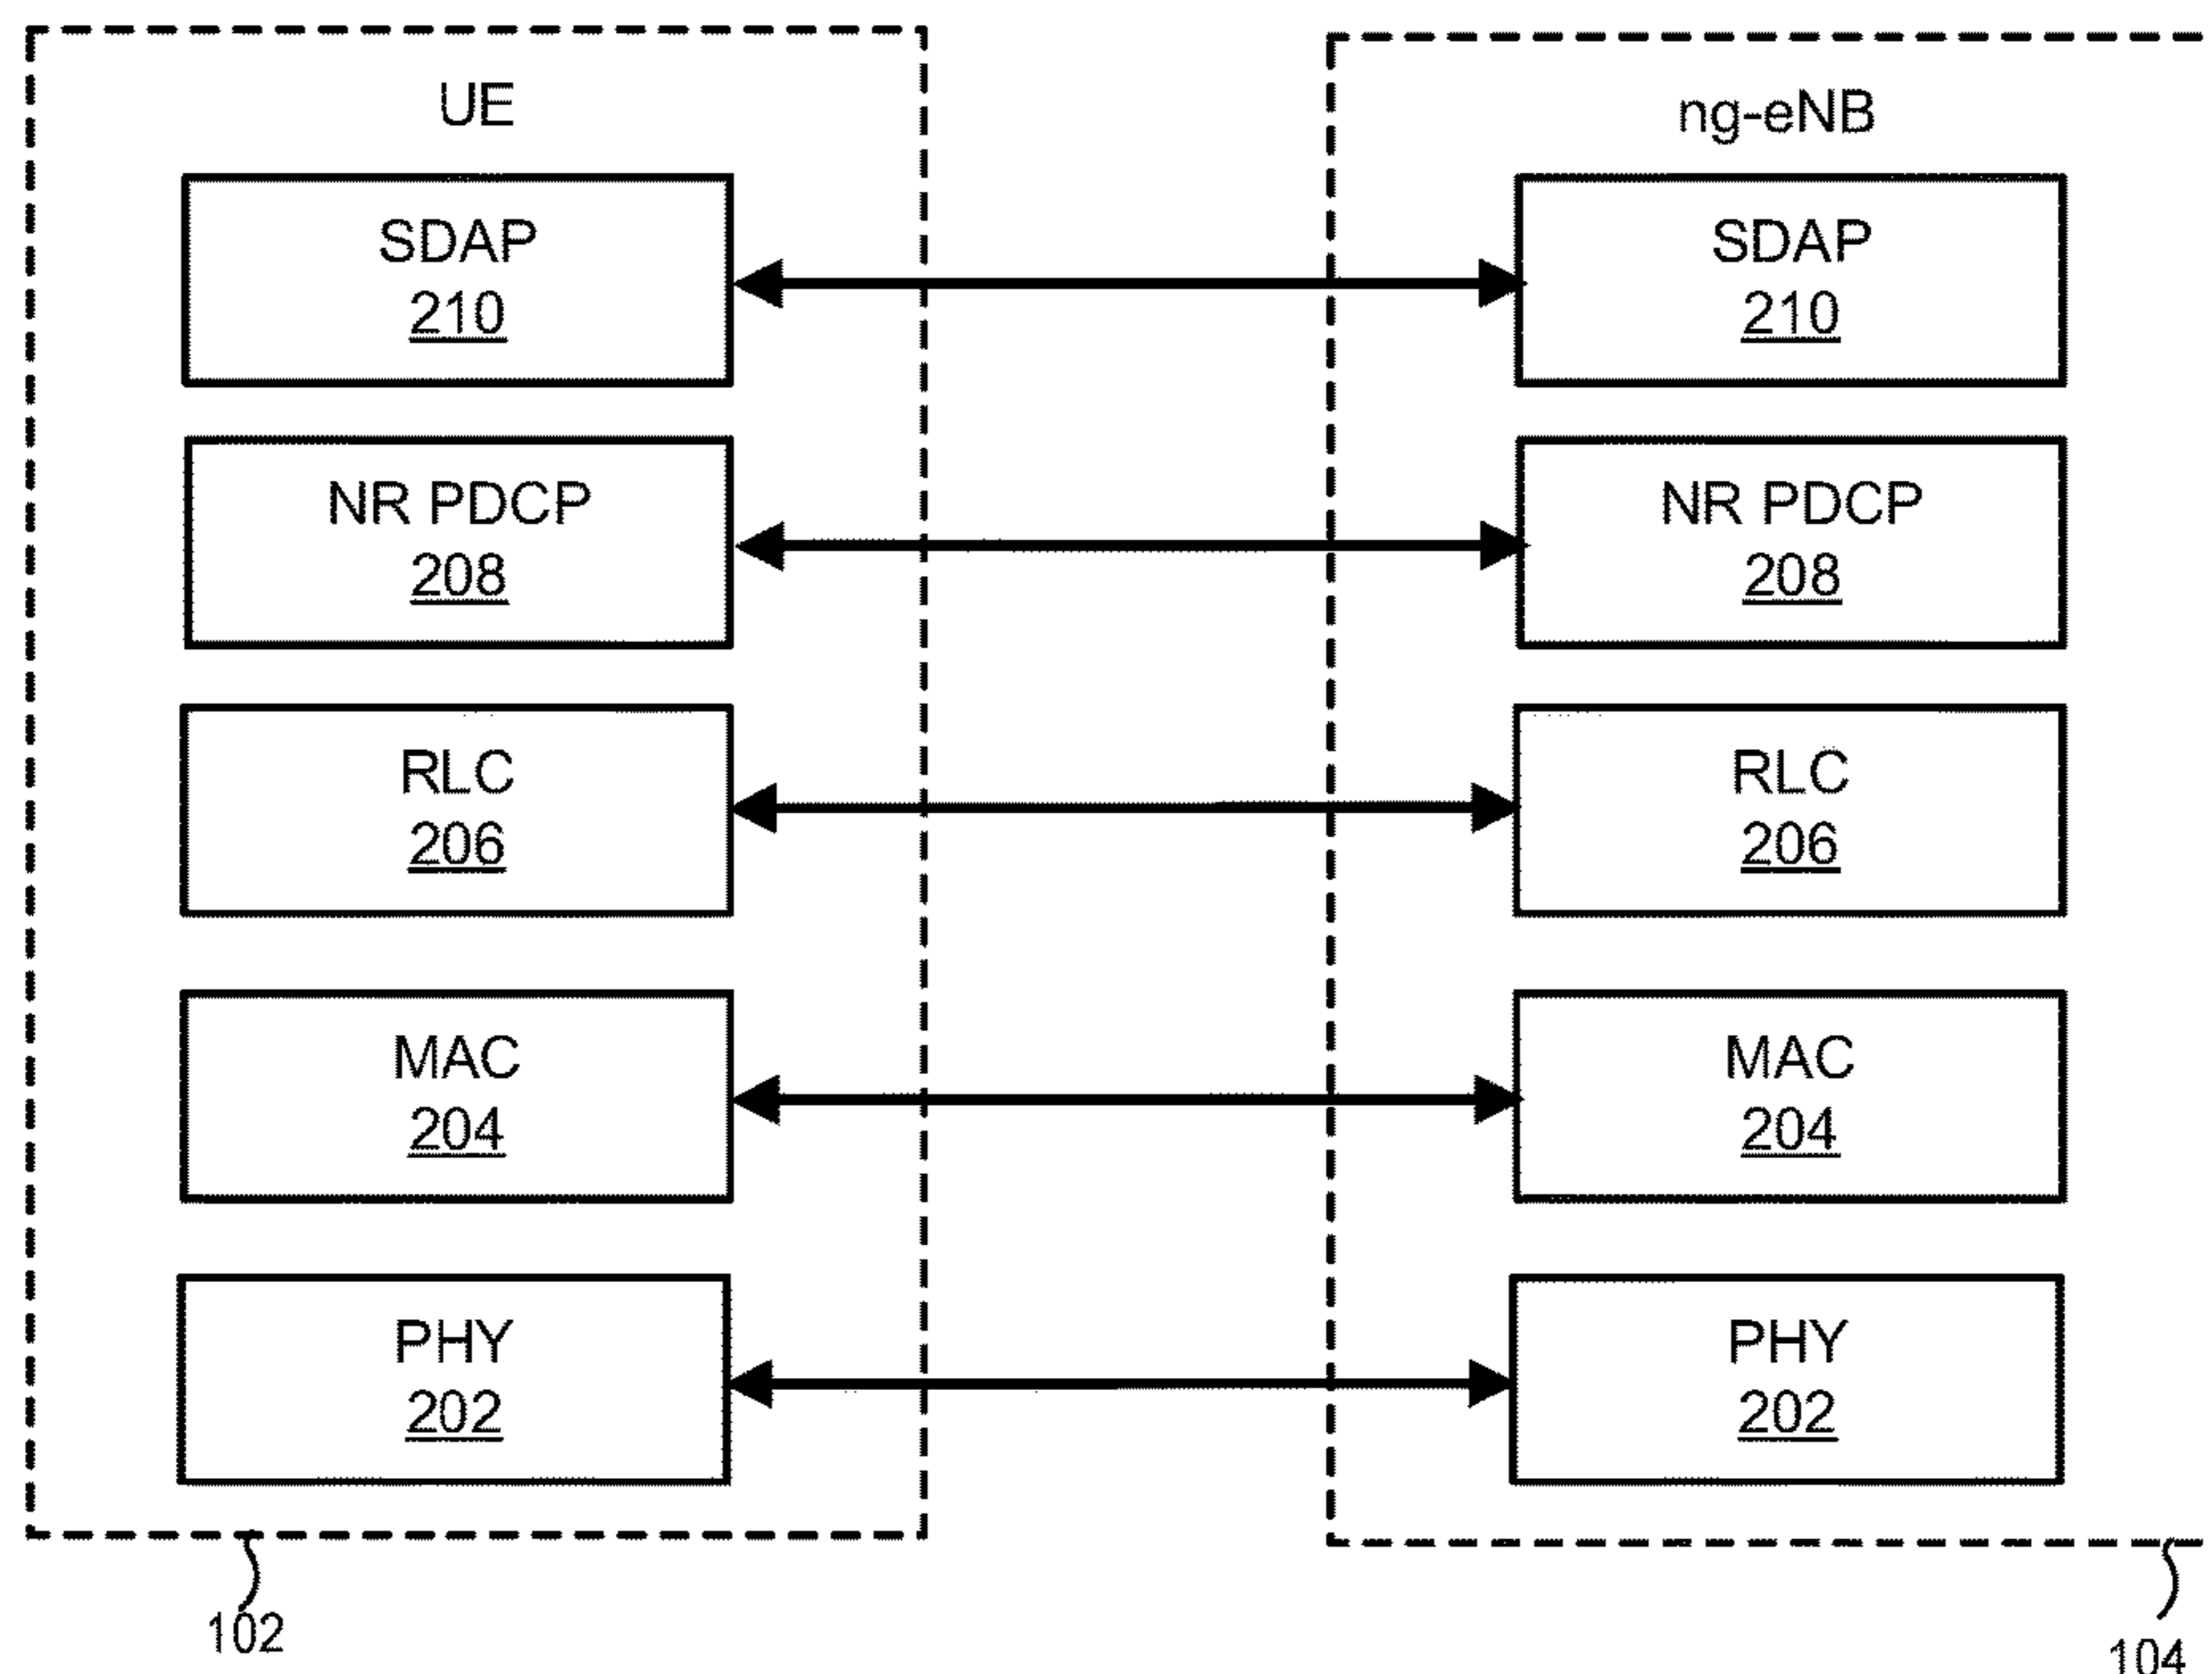 UE
SDAP
210
NR PDCP
208
RLC
206
MAC
204
PHY
202
102
ng-eNB
SDAP
210
NR PDCP
208
RLC
206
MAC
204
PHY
202
104